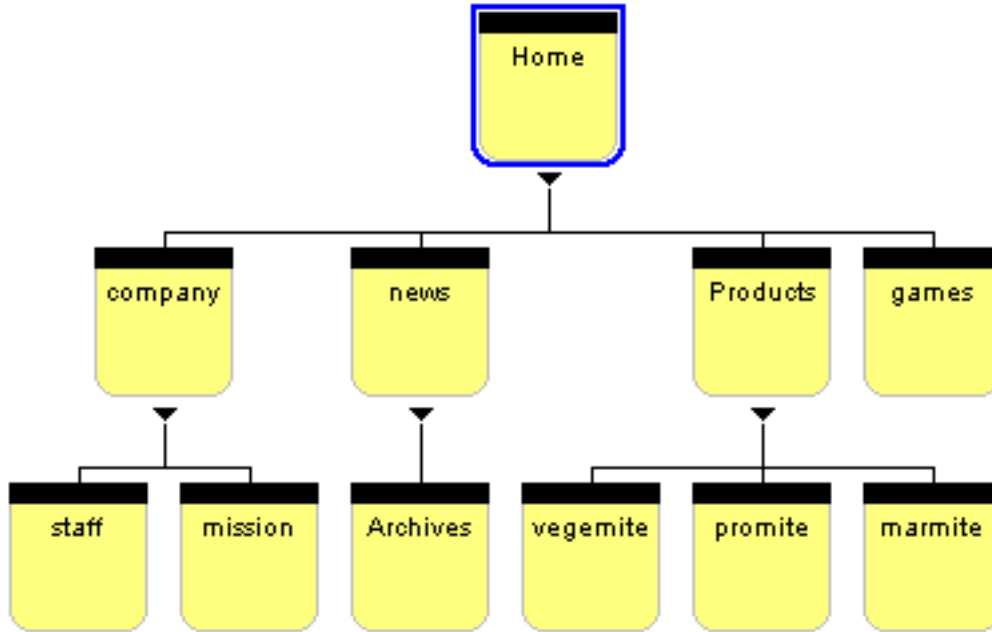 Home
company
news
Products
games
staff
mission
Archives
vegemite
promite
marmite